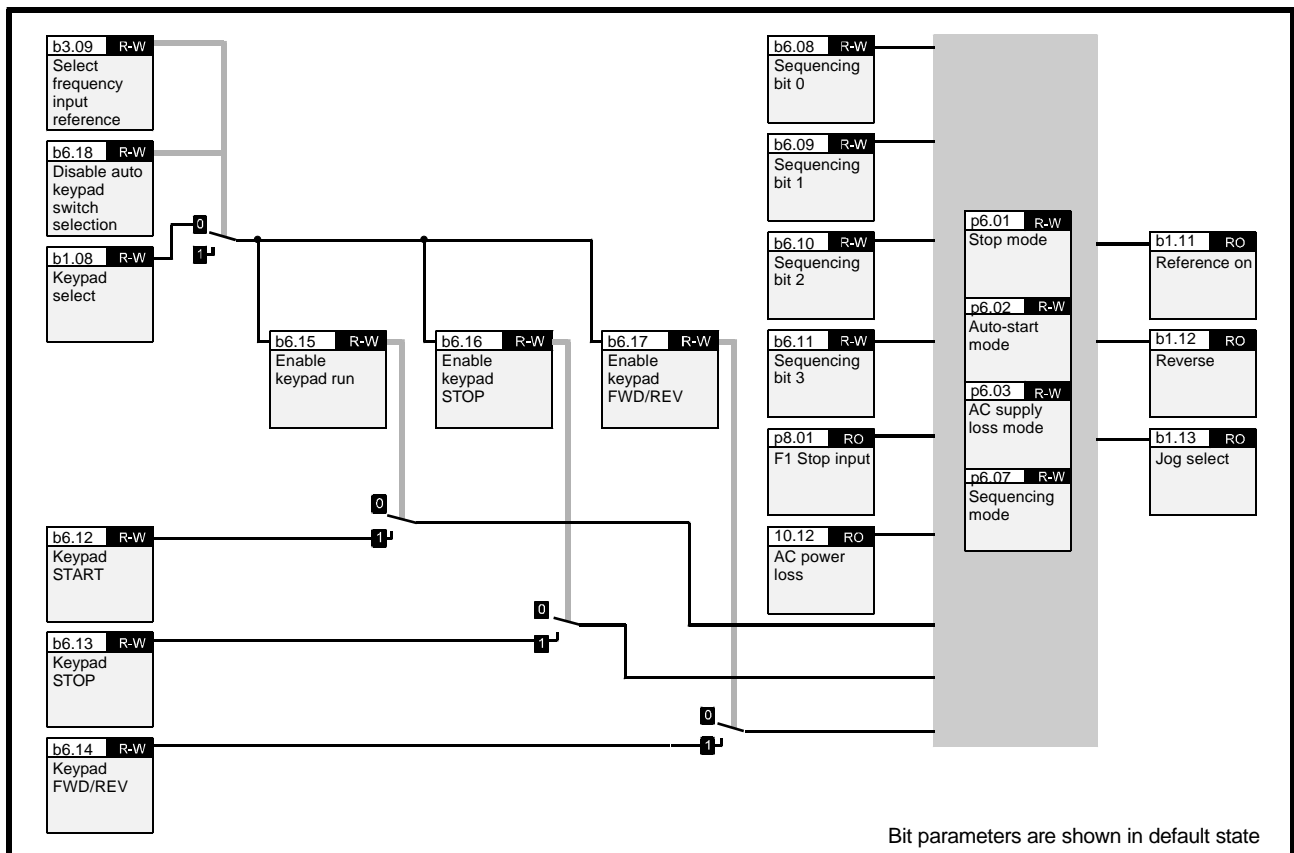 b3.09 R-W
Select
frequency
input
reference
b6.18 R-W
Disable auto
keypad
switch
selection
b1.08 R-W
Keypad
select
0
1
b6.15 R-W
Enable
keypad run
b6.16 R-W
Enable
keypad
STOP
b6.17 R-W
Enable
keypad
FWD/REV
b6.12 R-W
Keypad
START
0
1
b6.13 R-W
Keypad
STOP
0
1
b6.14 R-W
Keypad
FWD/REV
0
1
b6.08 R-W
Sequencing
bit 0
b6.09 R-W
Sequencing
bit 1
b6.10 R-W
Sequencing
bit 2
b6.11 R-W
Sequencing
bit 3
p8.01 RO
F1 Stop input
10.12 RO
AC power
loss
p6.01 R-W
Stop mode
p6.02 R-W
Auto-start
mode
p6.03 R-W
AC supply
loss mode
p6.07 R-W
Sequencing
mode
b1.11 RO
Reference on
b1.12 RO
Reverse
b1.13 RO
Jog select
Bit parameters are shown in default state